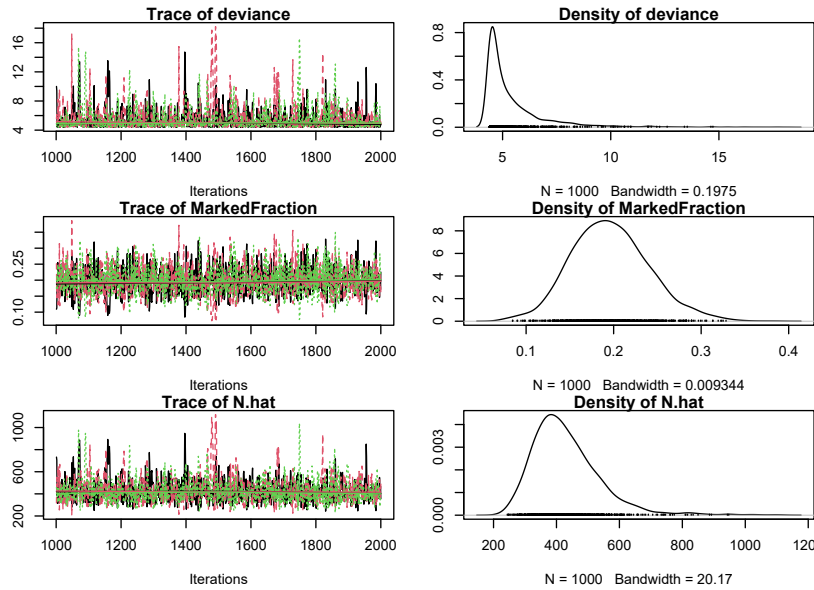 Trace of deviance
4 8 12 16
1000 1200 1400 1600 1800 2000
Iterations
Density of deviance
0.0 0.4 0.8
5 10 15
N = 1000 Bandwidth = 0.1975
Trace of MarkedFraction
0.10 0.25
1000 1200 1400 1600 1800 2000
Iterations
Density of MarkedFraction
0 2 4 6 8
0.1 0.2 0.3 0.4
N = 1000 Bandwidth = 0.009344
Trace of N.hat
200 600 1000
1000 1200 1400 1600 1800 2000
Iterations
Density of N.hat
0.000 0.003
200 400 600 800 1000 1200
N = 1000 Bandwidth = 20.17